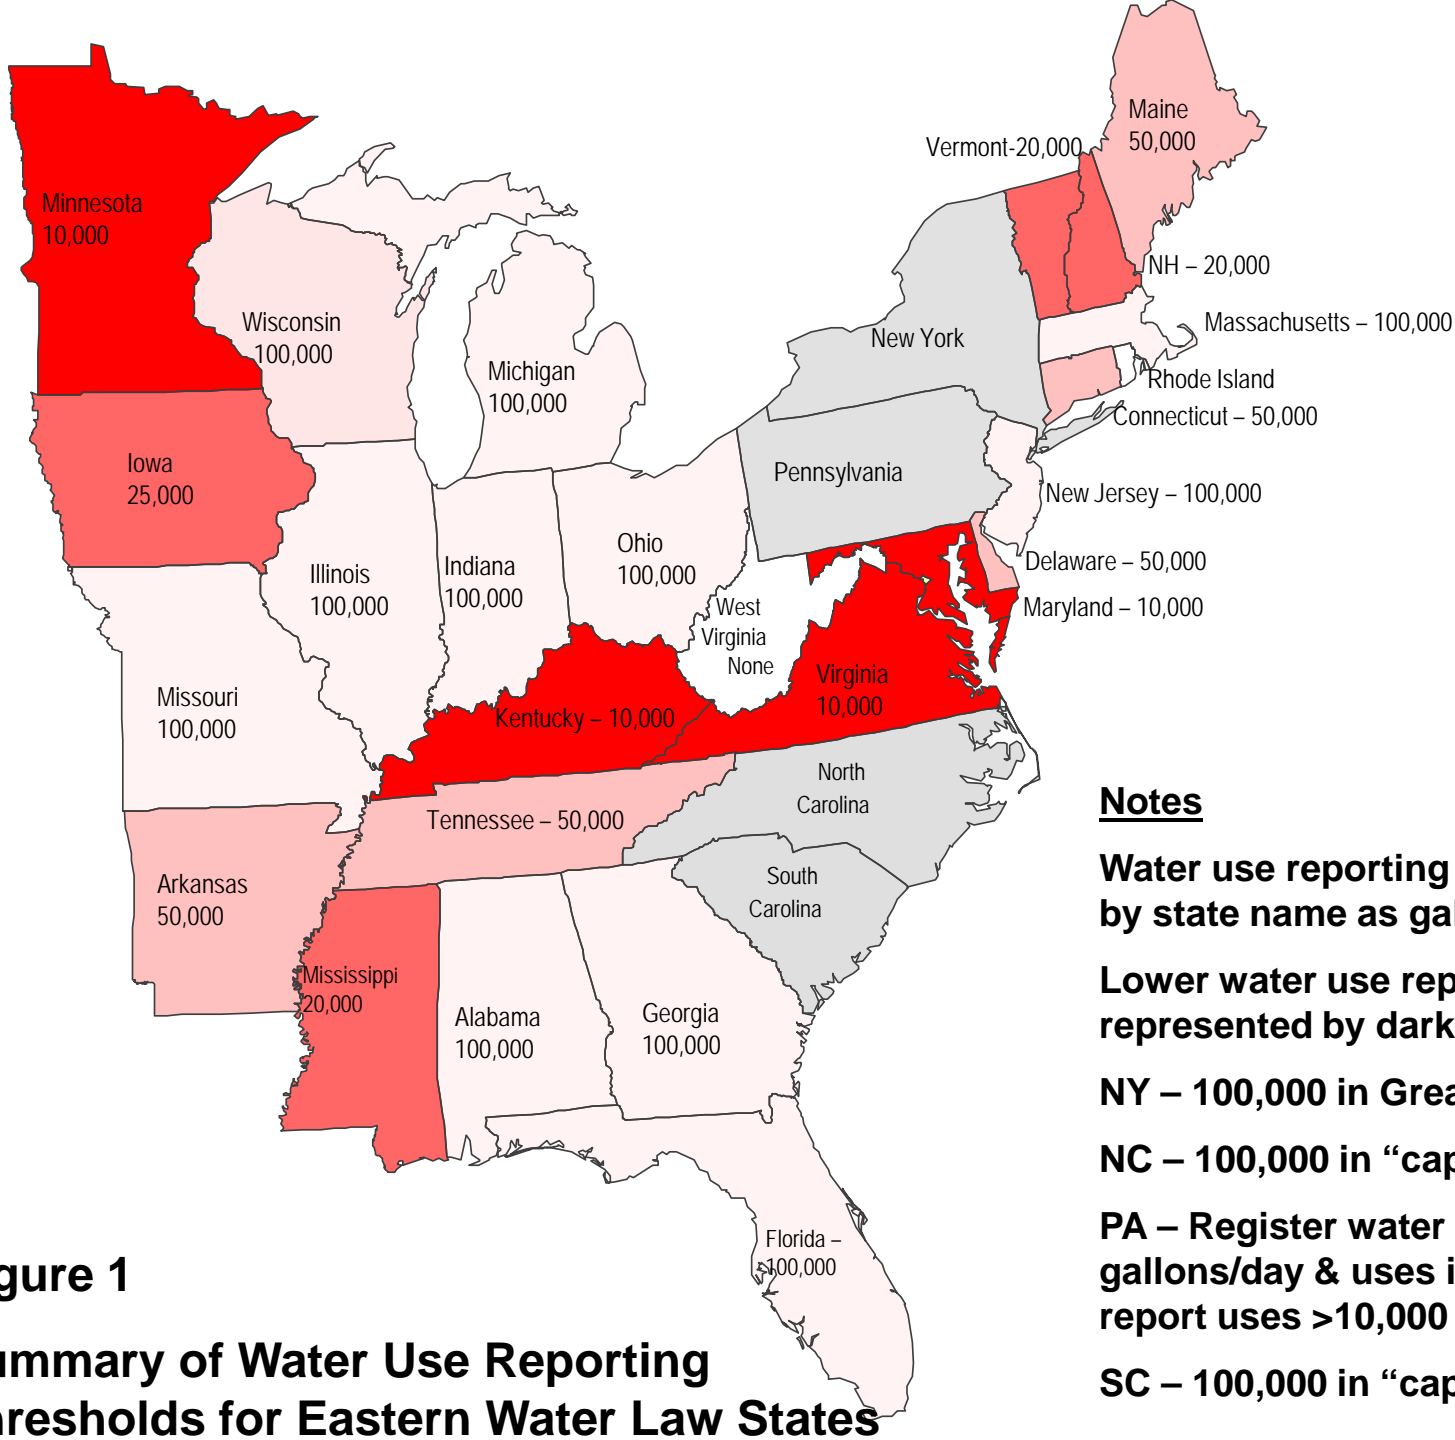 Maine
50,000
Vermont-20,000
Minnesota
10,000
NH – 20,000
Wisconsin
100,000
Massachusetts – 100,000
New York
Michigan
100,000
Rhode Island
Connecticut – 50,000
Iowa
25,000
Pennsylvania
New Jersey – 100,000
Ohio
100,000
Illinois
100,000
Indiana
100,000
Delaware – 50,000
West
Virginia
None
Maryland – 10,000
Missouri
100,000
Virginia
10,000
Kentucky – 10,000
North
Carolina
Tennessee – 50,000
Arkansas
50,000
South
Carolina
Mississippi
20,000
Alabama
100,000
Georgia
100,000
Florida –
100,000
Notes
Water use reporting
by state name as gal
Lower water use rep
represented by dark
NY – 100,000 in Grea
NC – 100,000 in “cap
PA – Register water
gallons/day & uses i
report uses >10,000
SC – 100,000 in “cap
gure 1
ummary of Water Use Reporting
hresholds for Eastern Water Law States